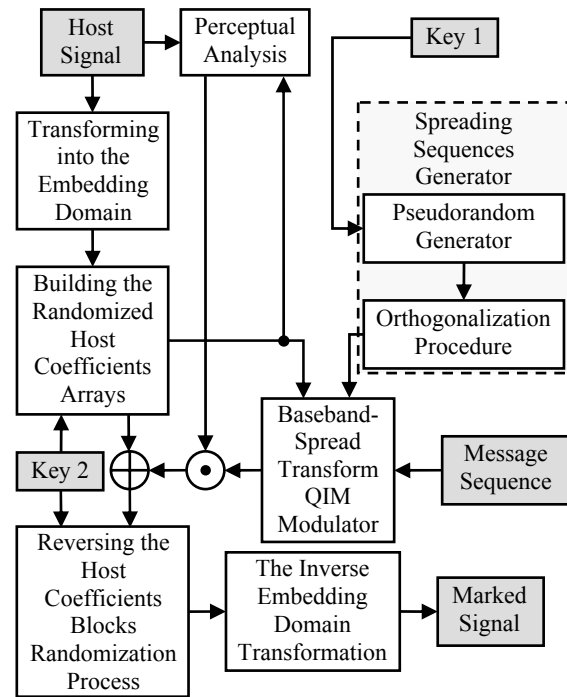 Host
Signal
Perceptual
Analysis
Key 1
Transforming
into the
Embedding
Domain
Spreading
Sequences
Generator
Pseudorandom
Generator
Building the
Randomized
Host
Coefficients
Arrays
Orthogonalization
Procedure
Baseband-
Spread
Transform
QIM
Modulator
Message
Sequence
Key 2
Reversing the
Host
Coefficients
Blocks
Randomization
Process
The Inverse
Embedding
Domain
Transformation
Marked
Signal